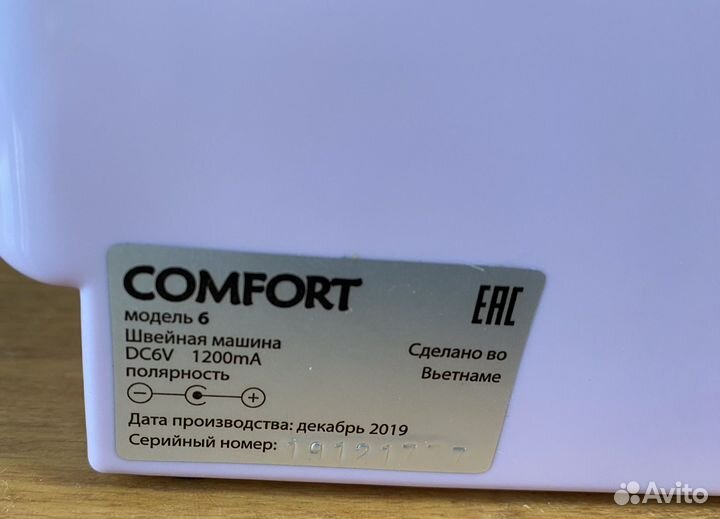 COMFORT
EAC
модель 6
Швейная машина
DC6V 1200mA
полярность
Сделано во
Вьетнаме
Дата производства: декабрь 2019
Серийный номер:
Avito